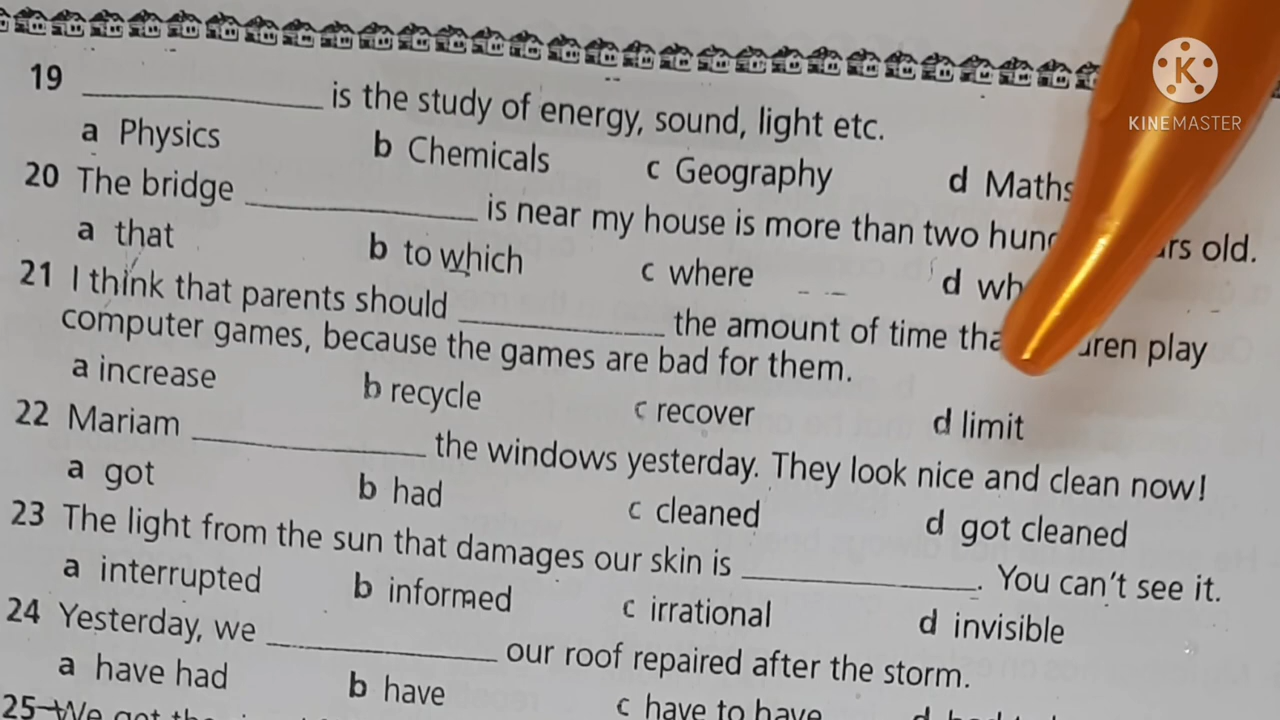 19 ____________ is the study of energy, sound, light etc.
a Physics b Chemicals c Geography d Maths
20 The bridge ____________ is near my house is more than two old.
a that b to which c where d
21 I think that parents should ____________ the amount of time play
computer games, because the games are bad for them.
a increase b recycle c recover d limit
22 Mariam ____________ the windows yesterday. They look nice and clean now!
a got b had c cleaned d got cleaned
23 The light from the sun that damages our skin is ____________. You can't see it.
a interrupted b informed c irrational d invisible
24 Yesterday, we ____________ our roof repaired after the storm.
a have had b have c have to have d
25 We got
K
KINEMASTER